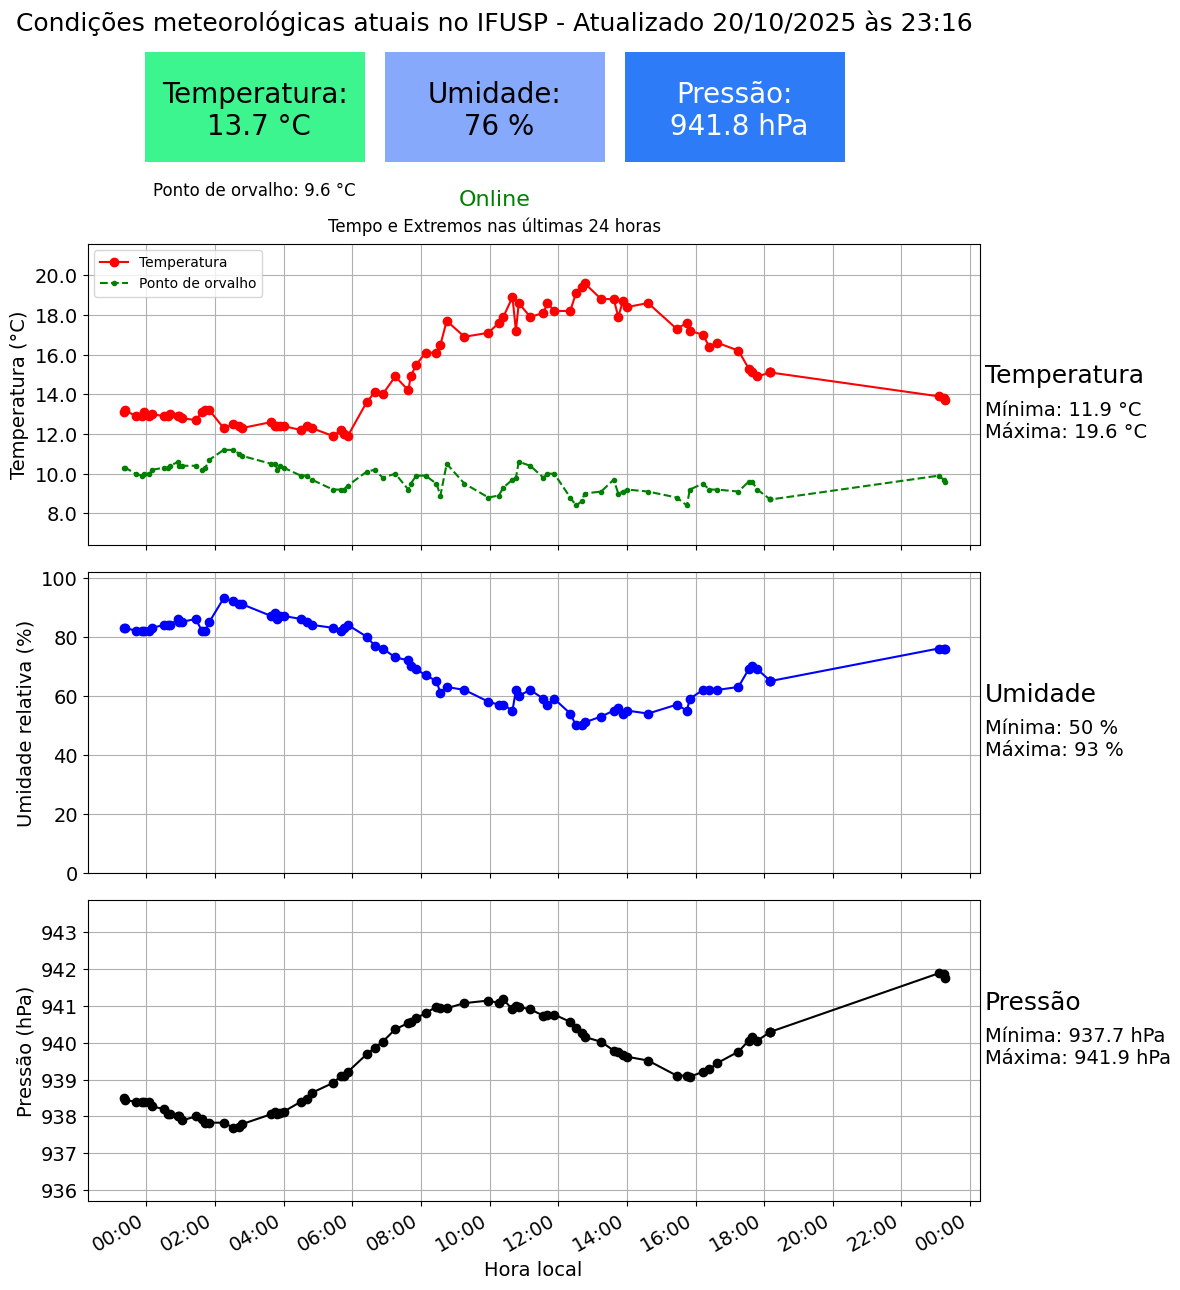 Condições meteorológicas atuais no IFUSP - Atualizado 20/10/2025 às 23:16
Temperatura:
13.7 °C
Umidade:
76 %
Pressão:
941.8 hPa
Ponto de orvalho: 9.6 °C
Online
Tempo e Extremos nas últimas 24 horas
Temperatura
Ponto de orvalho
Temperatura (°C)
20.0
18.0
16.0
14.0
12.0
10.0
8.0
Temperatura
Mínima: 11.9 °C
Máxima: 19.6 °C
Umidade relativa (%)
100
80
60
40
20
0
Umidade
Mínima: 50 %
Máxima: 93 %
Pressão (hPa)
943
942
941
940
939
938
937
936
Pressão
Mínima: 937.7 hPa
Máxima: 941.9 hPa
00:00 02:00 04:00 06:00 08:00 10:00 12:00 14:00 16:00 18:00 20:00 22:00 00:00
Hora local